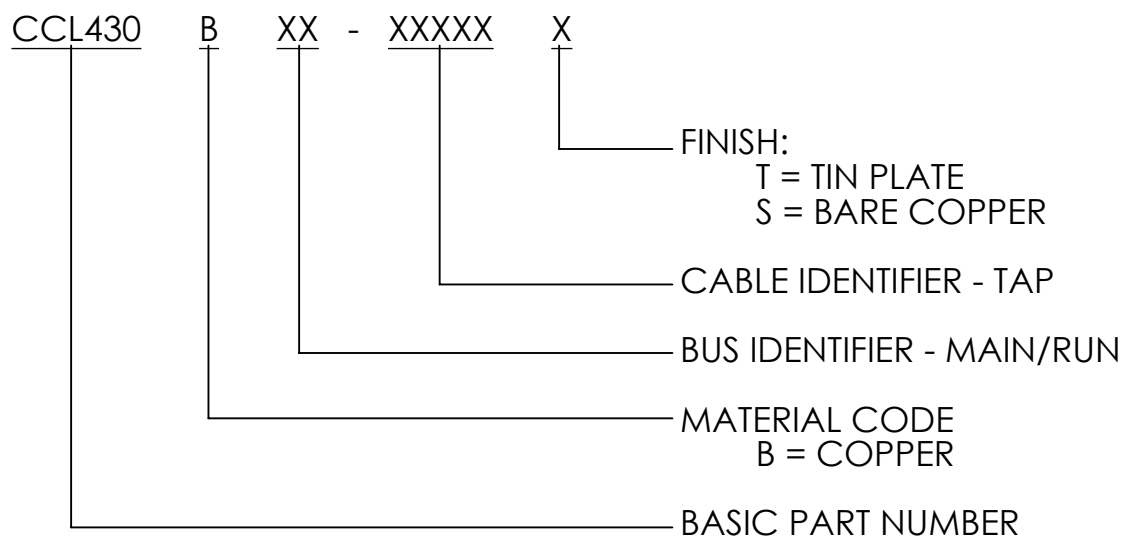 CCL430 B XX - XXXXX X
FINISH:
T = TIN PLATE
S = BARE COPPER
CABLE IDENTIFIER - TAP
BUS IDENTIFIER - MAIN/RUN
MATERIAL CODE
B = COPPER
BASIC PART NUMBER